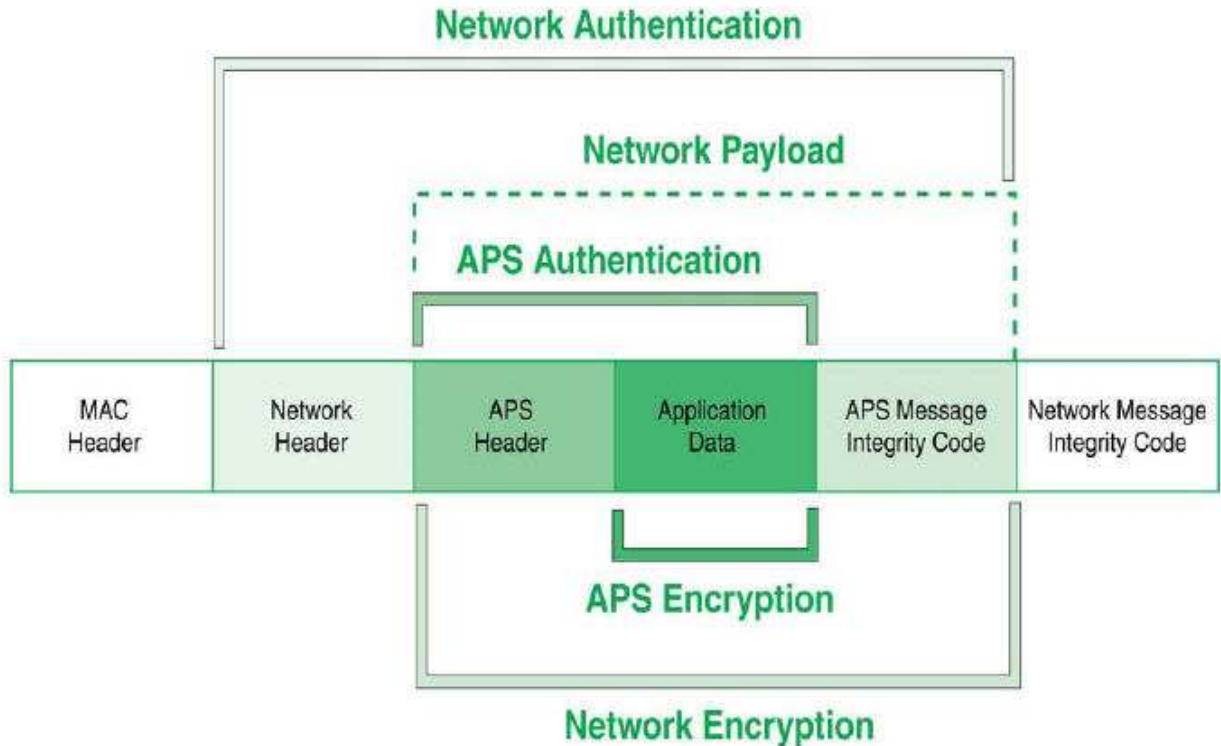 Network Authentication
Network Payload
APS Authentication
MAC
Header
Network
Header
APS
Header
Application
Data
APS Message
Integrity Code
Network Message
Integrity Code
APS Encryption
Network Encryption